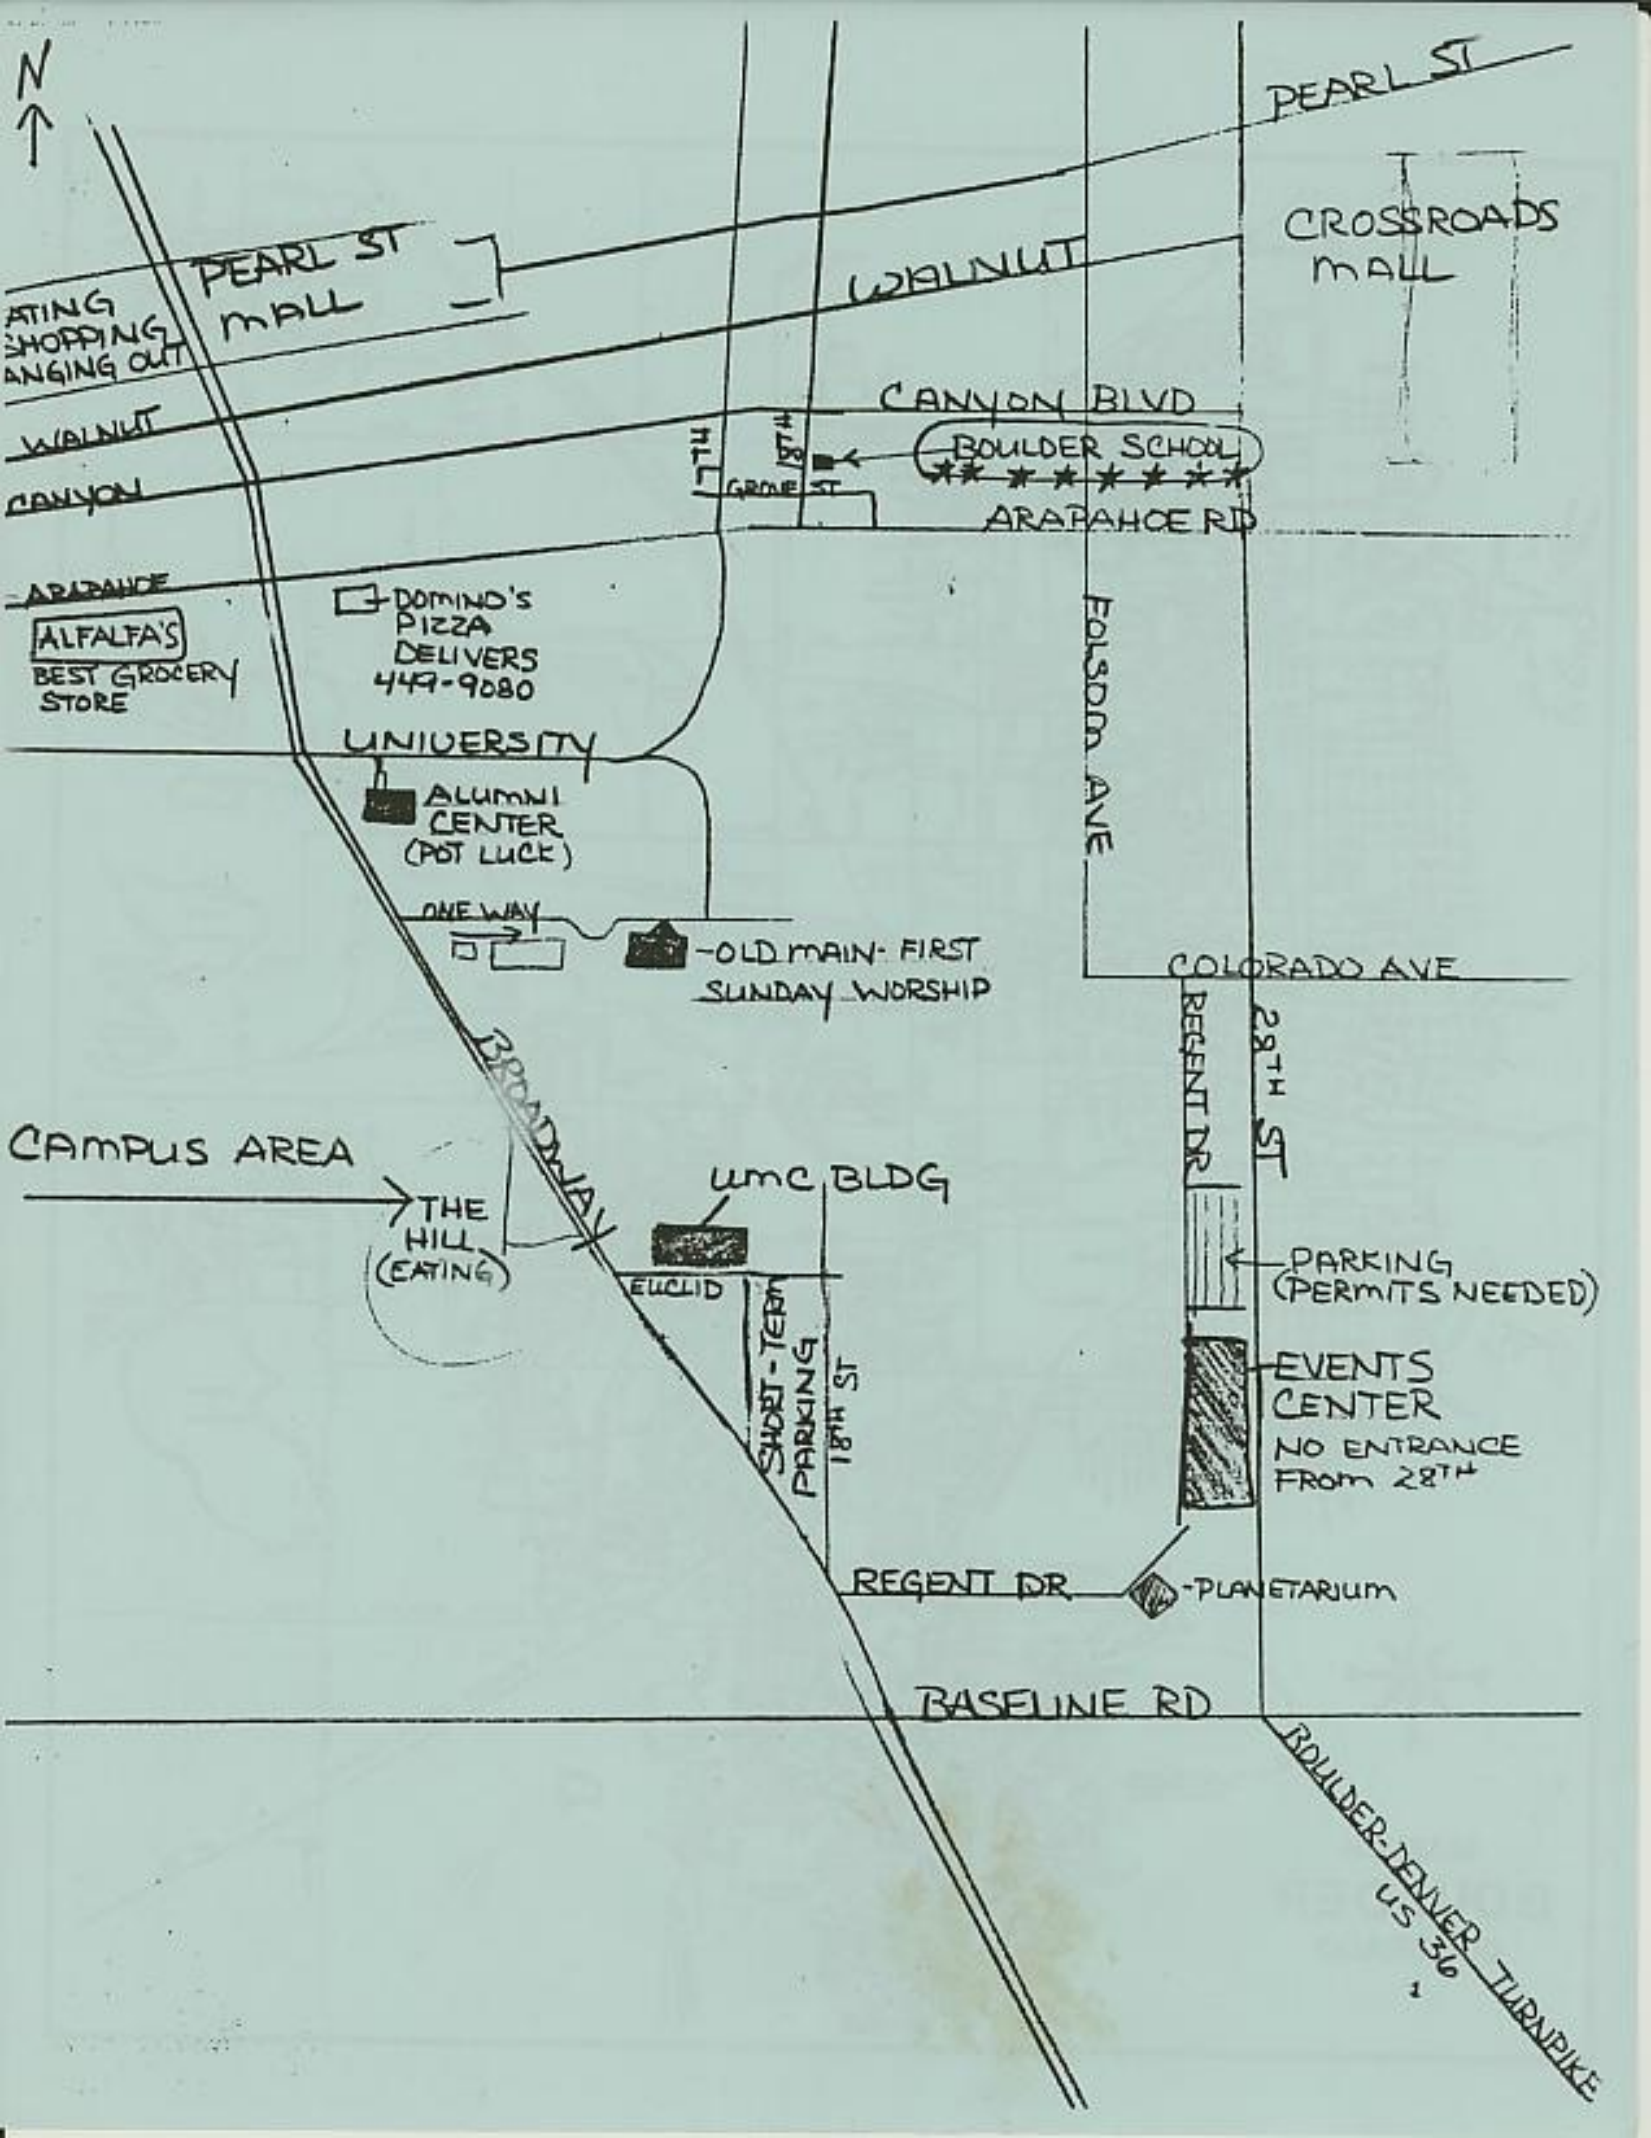 N
PEARL ST
PEARL ST
MALL
ATING
SHOPPING
ANGING OUT
WALNUT
CROSSROADS
MALL
WALNUT
CANYON
CANYON BLVD
17TH
18TH
BOULDER SCHOOL
GROVE ST
ARAPAHOE RD
ARAPAHOE
ALFALFA'S
BEST GROCERY
STORE
DOMINO'S
PIZZA
DELIVERS
449-9080
FOLSOM AVE
UNIVERSITY
ALUMNI
CENTER
(POT LUCK)
ONE WAY
-OLD MAIN- FIRST
SUNDAY WORSHIP
COLORADO AVE
REGENT DR
28TH ST
BROADWAY
CAMPUS AREA
THE
HILL
(EATING)
UMC BLDG
EUCLID
SHORT-TERM
PARKING
18TH ST
PARKING
(PERMITS NEEDED)
EVENTS
CENTER
NO ENTRANCE
FROM 28TH
REGENT DR
-PLANETARIUM
BASELINE RD
BOULDER-DENVER TURNPIKE
US 36
1